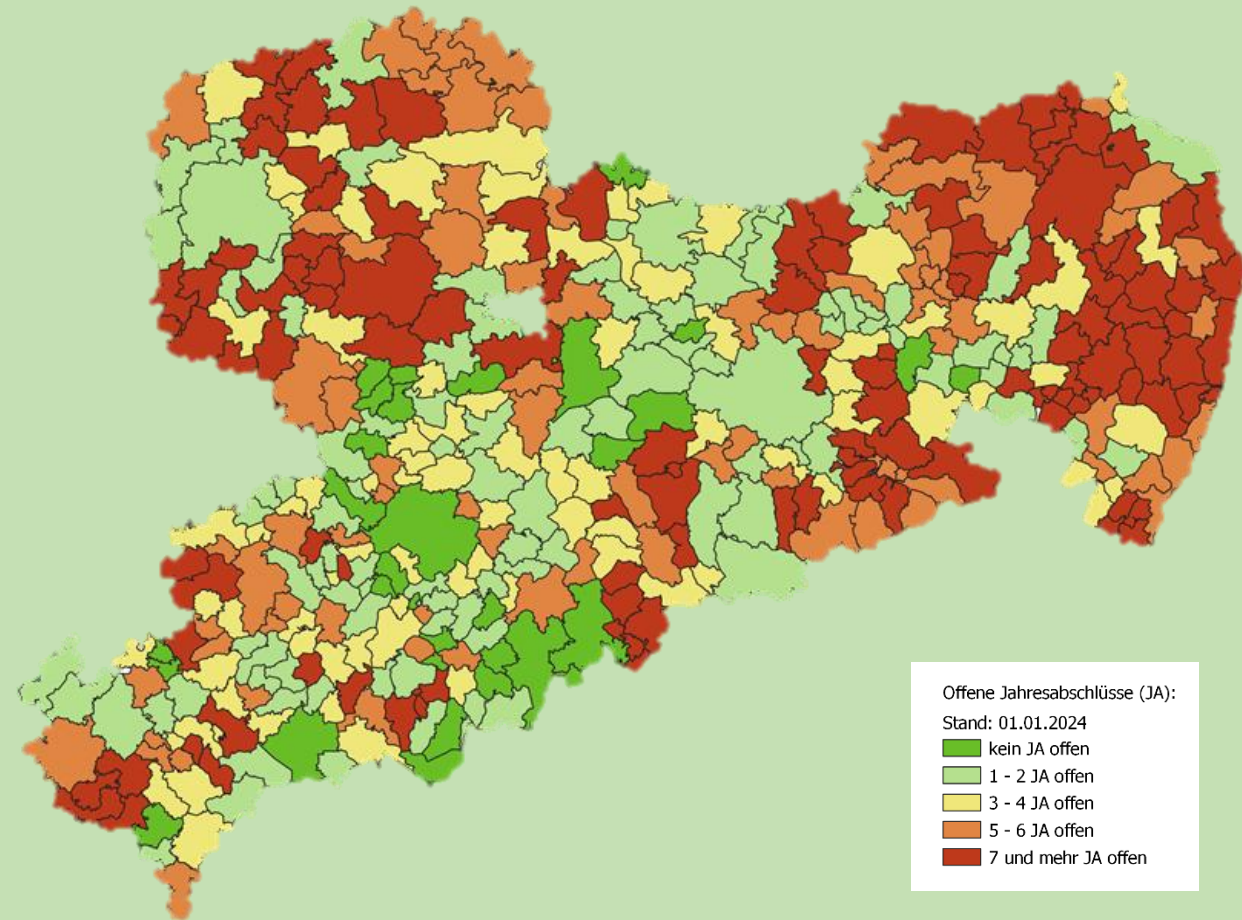 Offene Jahresabschlüsse (JA):
Stand: 01.01.2024
kein JA offen
1 - 2 JA offen
3 - 4 JA offen
5 - 6 JA offen
7 und mehr JA offen